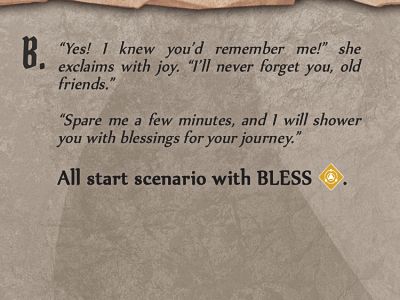 B. “Yes! I knew you’d remember me!” she
exclaims with joy. “I’ll never forget you, old
friends.”
“Spare me a few minutes, and I will shower
you with blessings for your journey.”
All start scenario with BLESS .